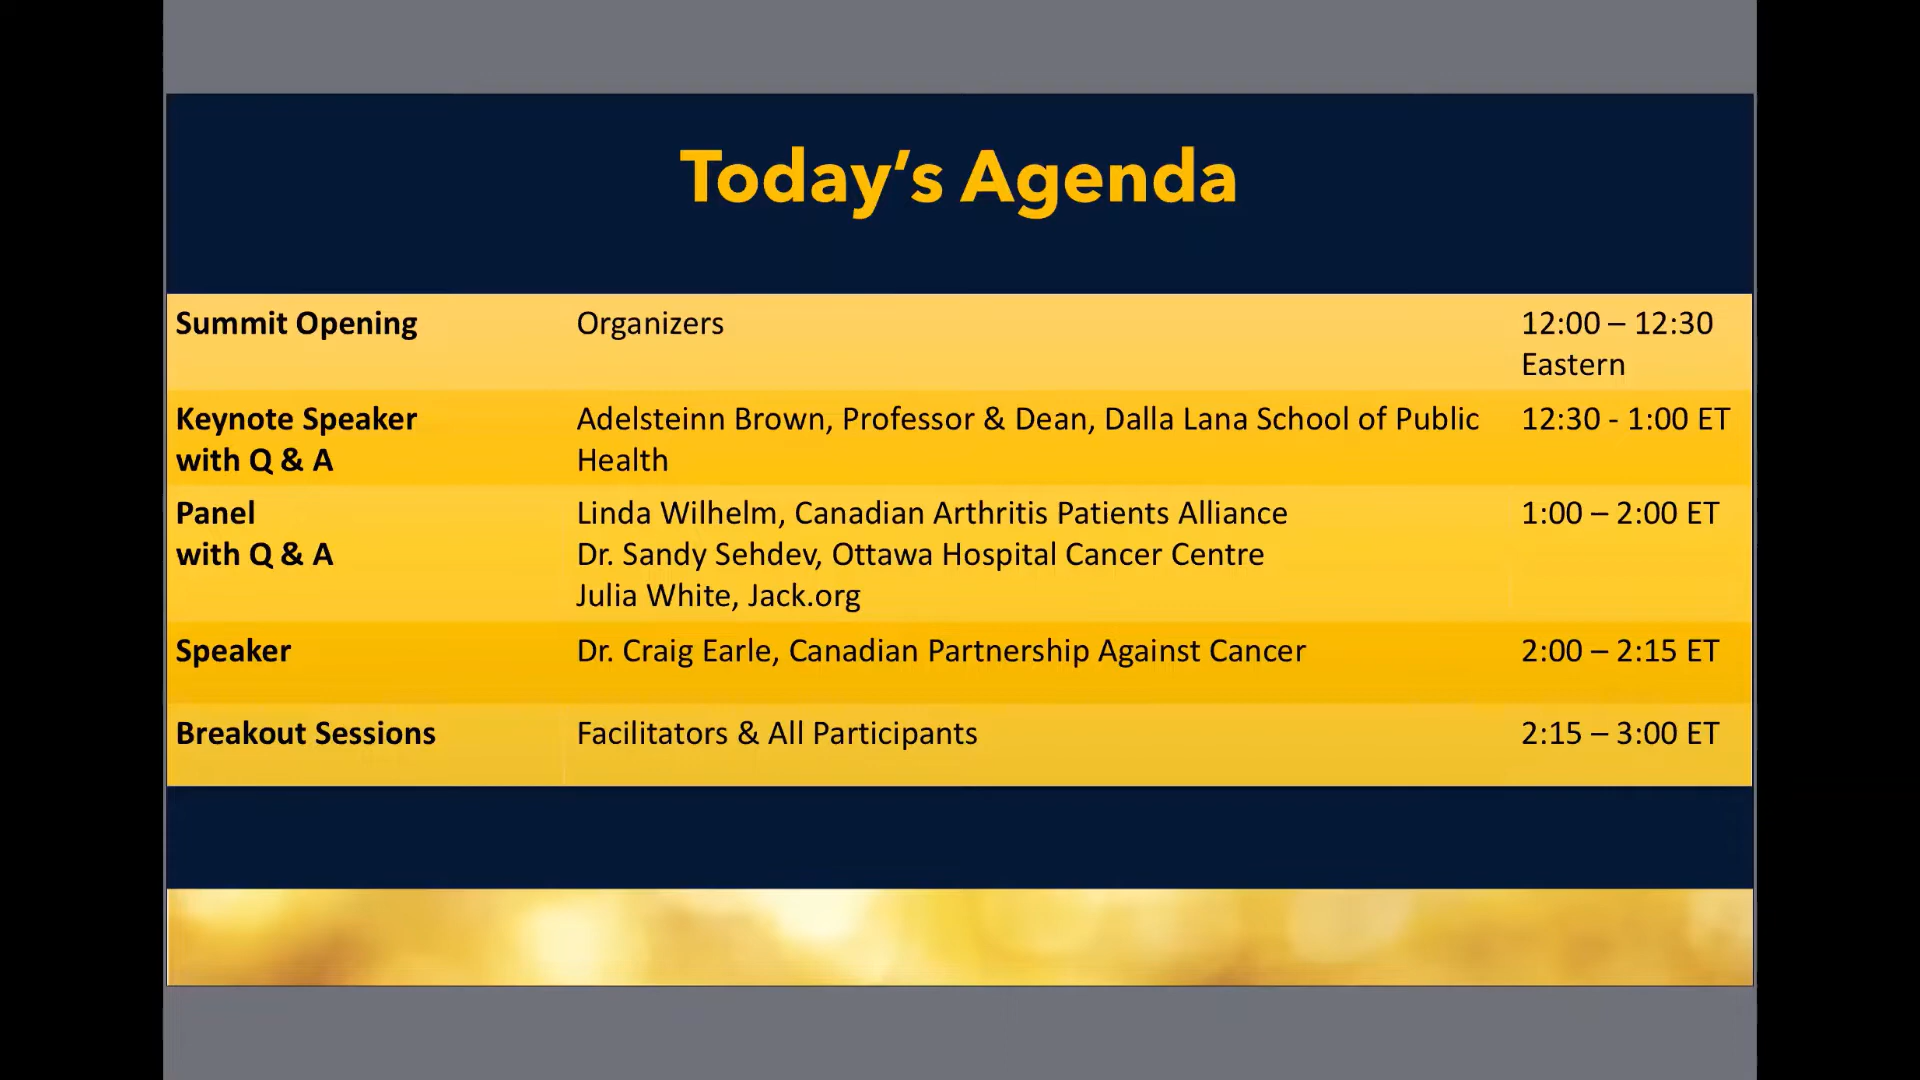 Today's Agenda
Summit Opening Organizers 12:00 – 12:30
Eastern
Keynote Speaker Adelsteinn Brown, Professor & Dean, Dalla Lana School of Public 12:30 - 1:00 ET
with Q & A Health
Panel Linda Wilhelm, Canadian Arthritis Patients Alliance 1:00 – 2:00 ET
with Q & A Dr. Sandy Sehdev, Ottawa Hospital Cancer Centre
Julia White, Jack.org
Speaker Dr. Craig Earle, Canadian Partnership Against Cancer 2:00 – 2:15 ET
Breakout Sessions Facilitators & All Participants 2:15 – 3:00 ET